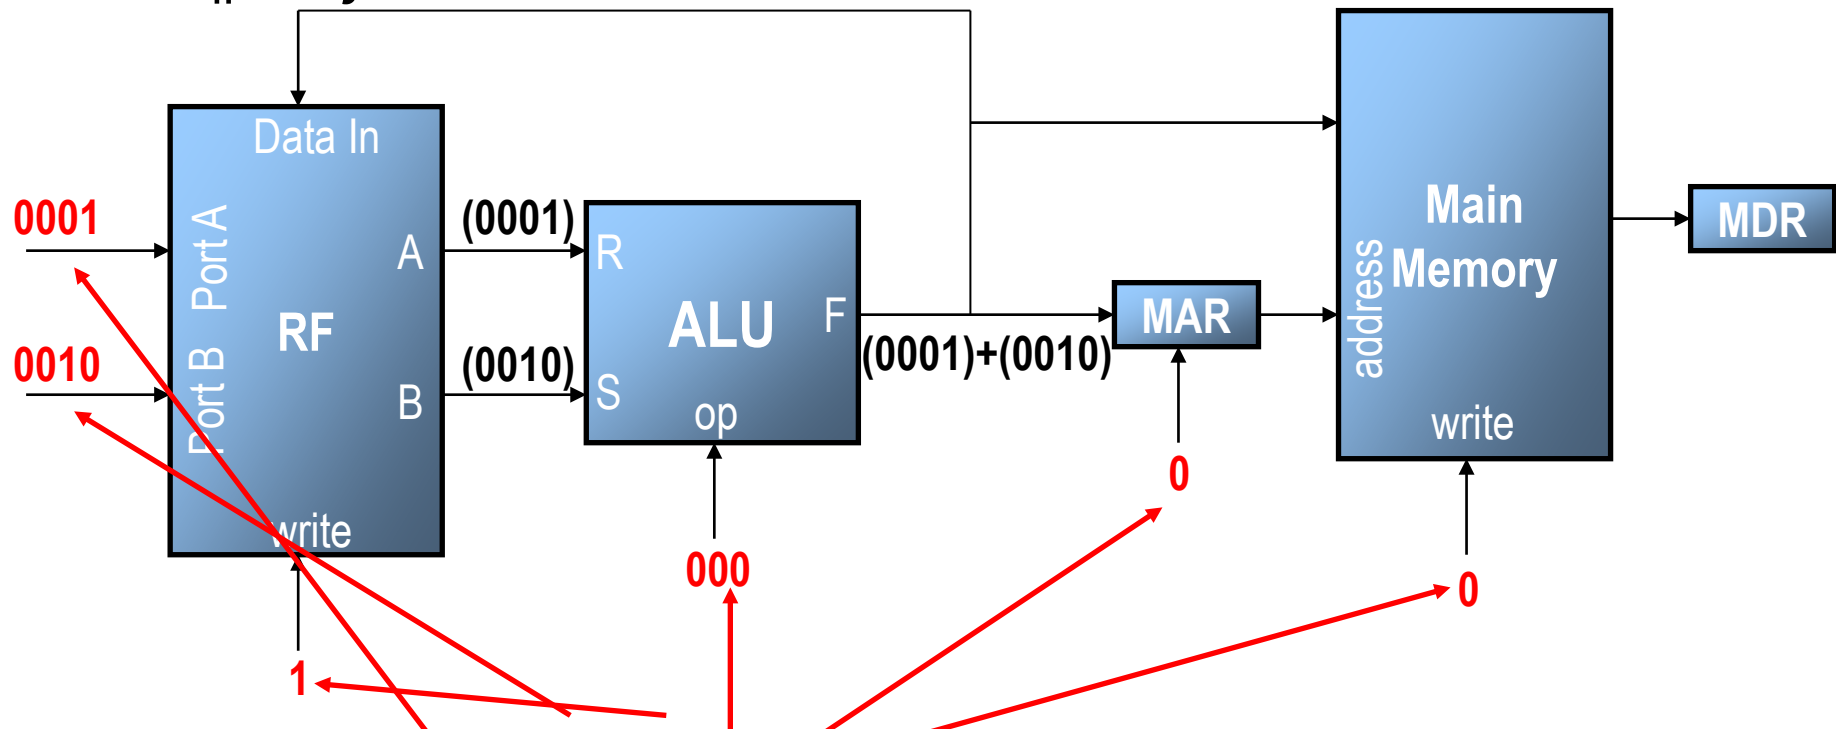 Data In
0001
Port A
A
(0001)
R
RF
ALU
F
MAR
(0001)+(0010)
Main
Memory
address
MDR
0010
Port B
B
(0010)
S
op
write
write
0
000
0
1